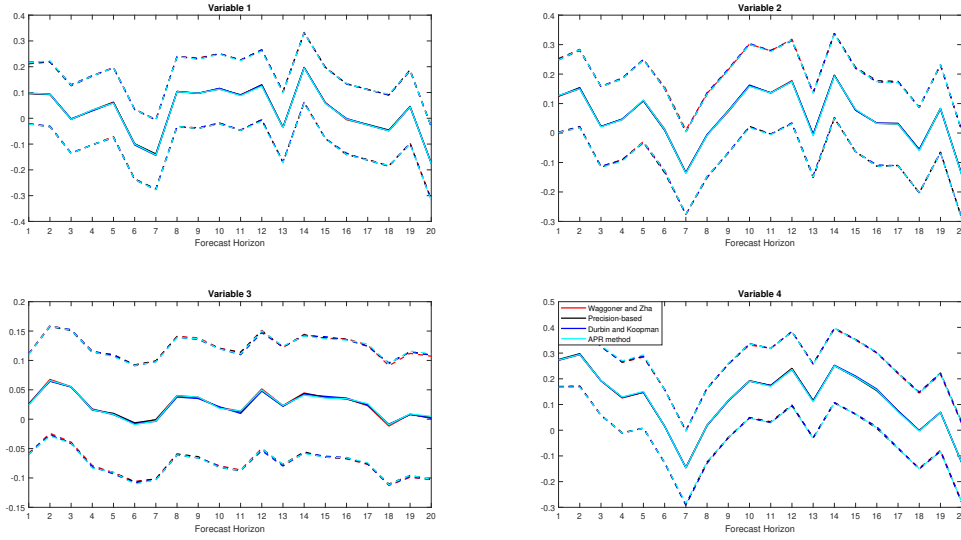 Variable 1
0.4
0.3
0.2
0.1
0
-0.1
-0.2
-0.3
-0.4
1 2 3 4 5 6 7 8 9 10 11 12 13 14 15 16 17 18 19 20
Forecast Horizon
Variable 2
0.4
0.3
0.2
0.1
0
-0.1
-0.2
-0.3
1 2 3 4 5 6 7 8 9 10 11 12 13 14 15 16 17 18 19
Forecast Horizon
Variable 3
0.2
0.15
0.1
0.05
0
-0.05
-0.1
-0.15
1 2 3 4 5 6 7 8 9 10 11 12 13 14 15 16 17 18 19 20
Forecast Horizon
Variable 4
0.5
0.4
0.3
0.2
0.1
0
-0.1
-0.2
-0.3
Waggoner and Zha
Precision-based
Durbin and Koopman
APR method
1 2 3 4 5 6 7 8 9 10 11 12 13 14 15 16 17 18 19
Forecast Horizon